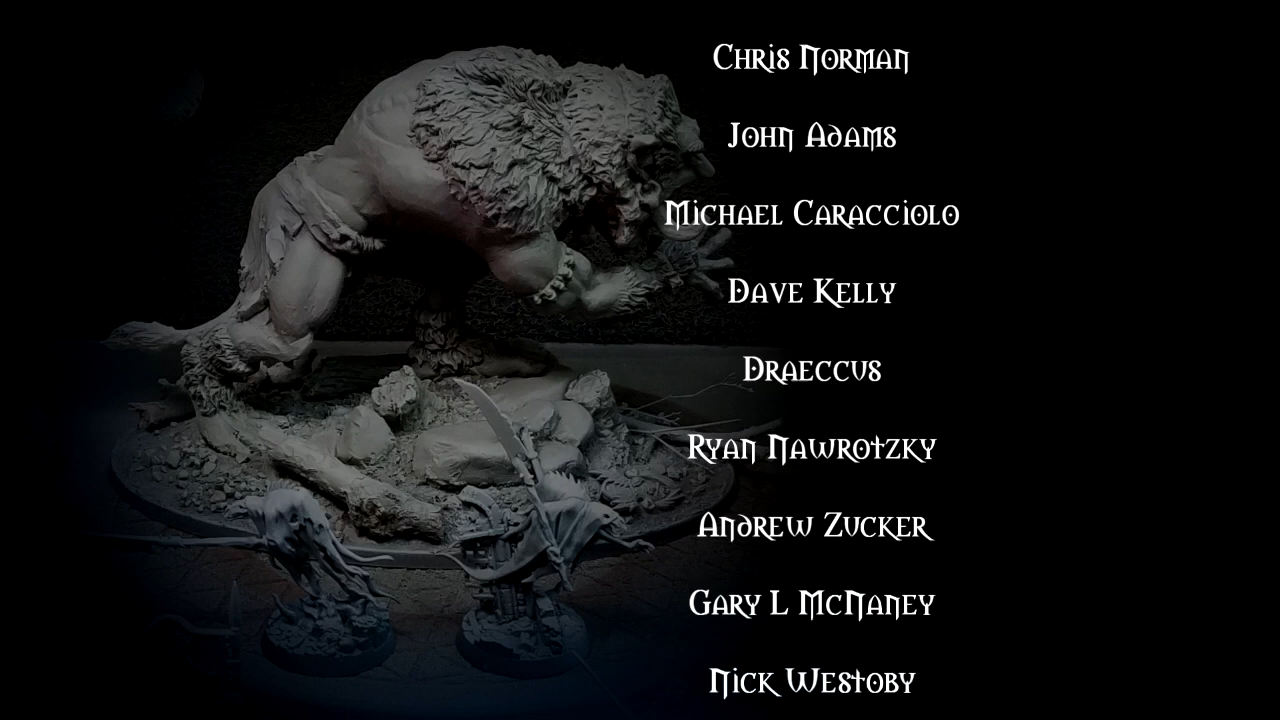 Chris Norman
John Adams
Michael Caracciolo
Dave Kelly
Draeccus
Ryan Nawrotzky
Andrew Zucker
Gary L McNaney
Nick Westoby